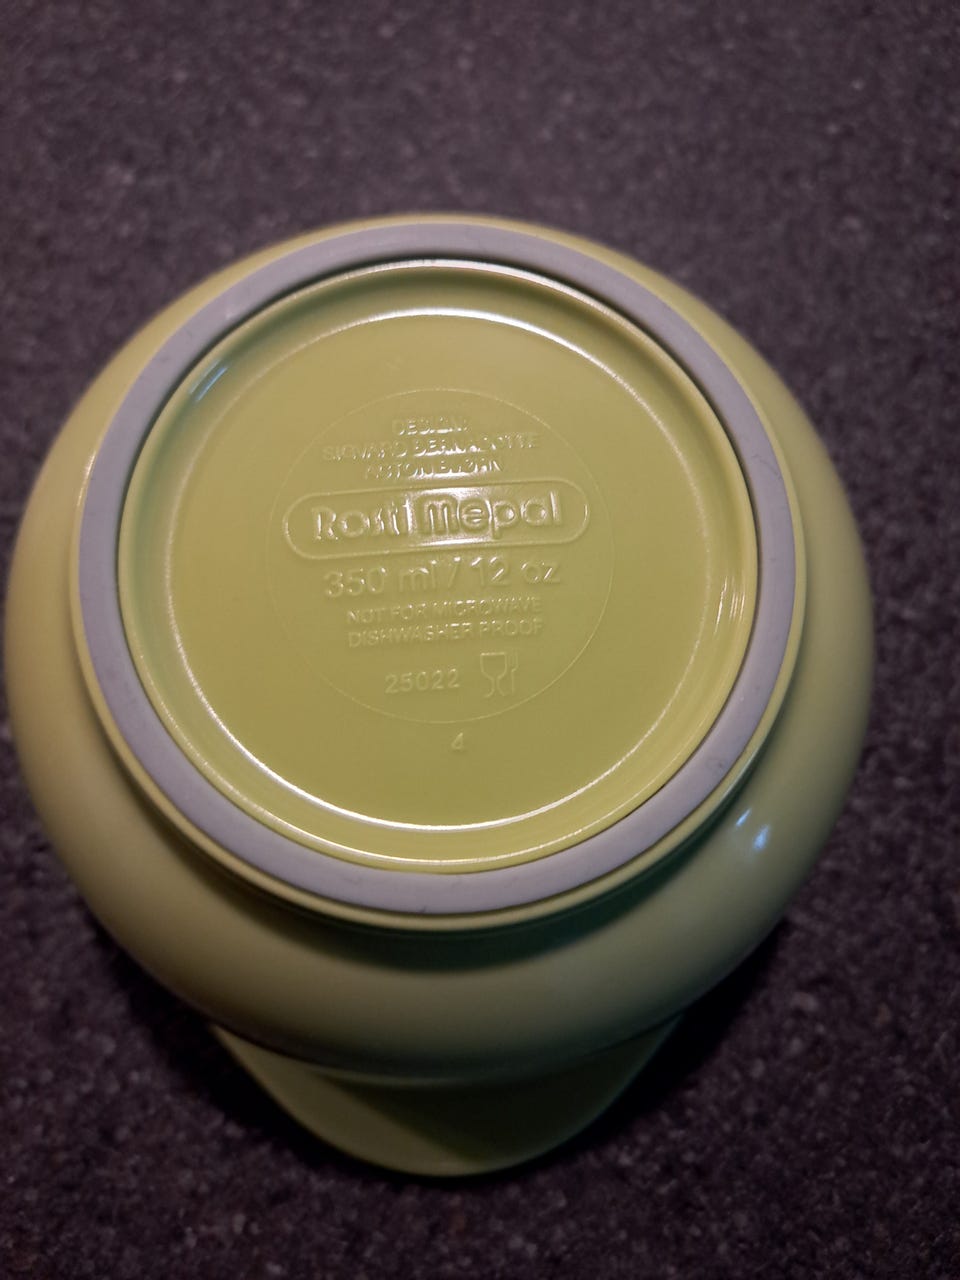 DESIGN:
SIGVARD BERNADOTTE
ACTON BJØRN
Rosti Mepal
350 ml / 12 oz
NOT FOR MICROWAVE
DISHWASHER PROOF
25022
4